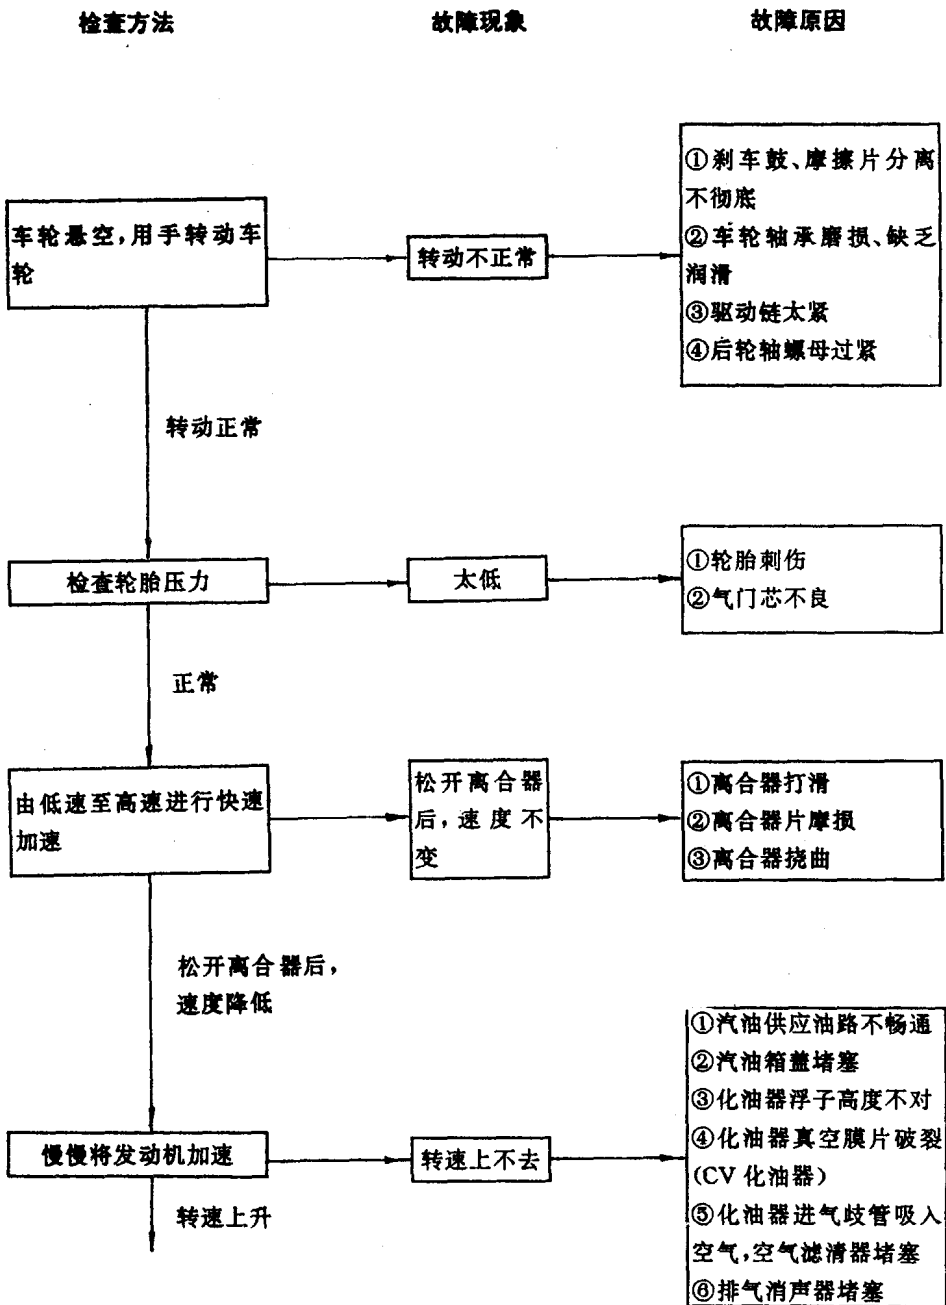 检查方法
故障现象
故障原因
车轮悬空，用手转动车
轮
转动不正常
①刹车鼓、摩擦片分离
不彻底
②车轮轴承磨损、缺乏
润滑
③驱动链太紧
④后轮轴螺母过紧
转动正常
检查轮胎压力
太低
①轮胎刺伤
②气门芯不良
正常
由低速至高速进行快速
加速
松开离合器
后，速度不
变
①离合器打滑
②离合器片摩损
③离合器挠曲
松开离合器后，
速度降低
慢慢将发动机加速
转速上不去
①汽油供应油路不畅通
②汽油箱盖堵塞
③化油器浮子高度不对
④化油器真空膜片破裂
(CV 化油器)
⑤化油器进气歧管吸入
空气，空气滤清器堵塞
⑥排气消声器堵塞
转速上升